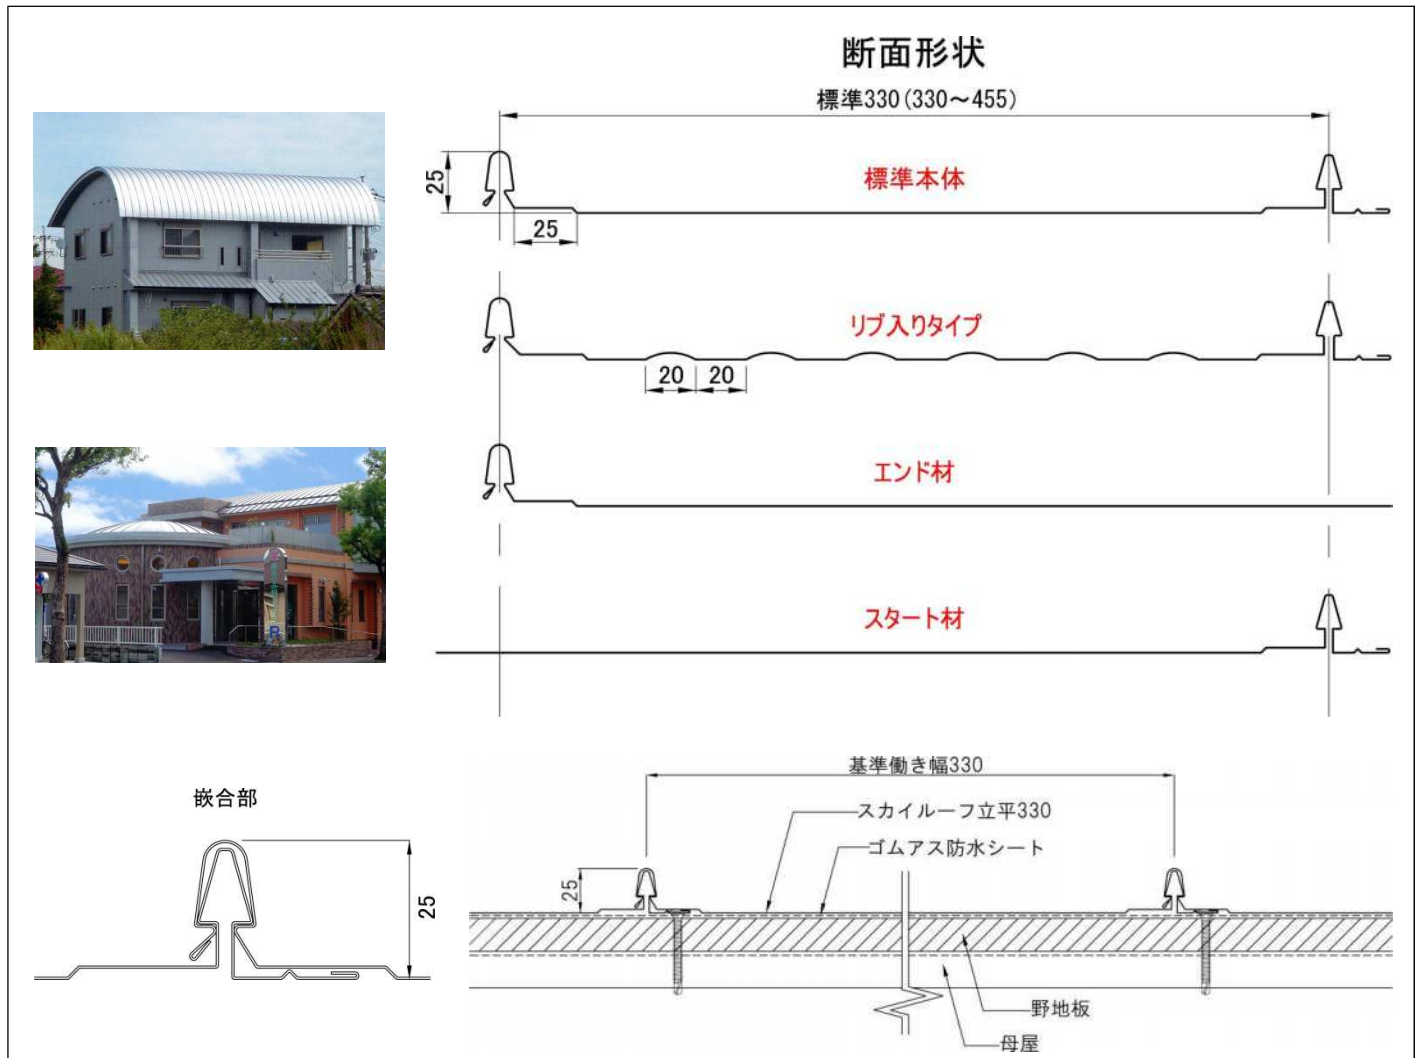 断面形状
標準330(330～455)
25
標準本体
25
リブ入りタイプ
20
20
エンド材
スタート材
嵌合部
25
基準働き幅330
スカイルーフ立平330
ゴムアス防水シート
25
野地板
母屋